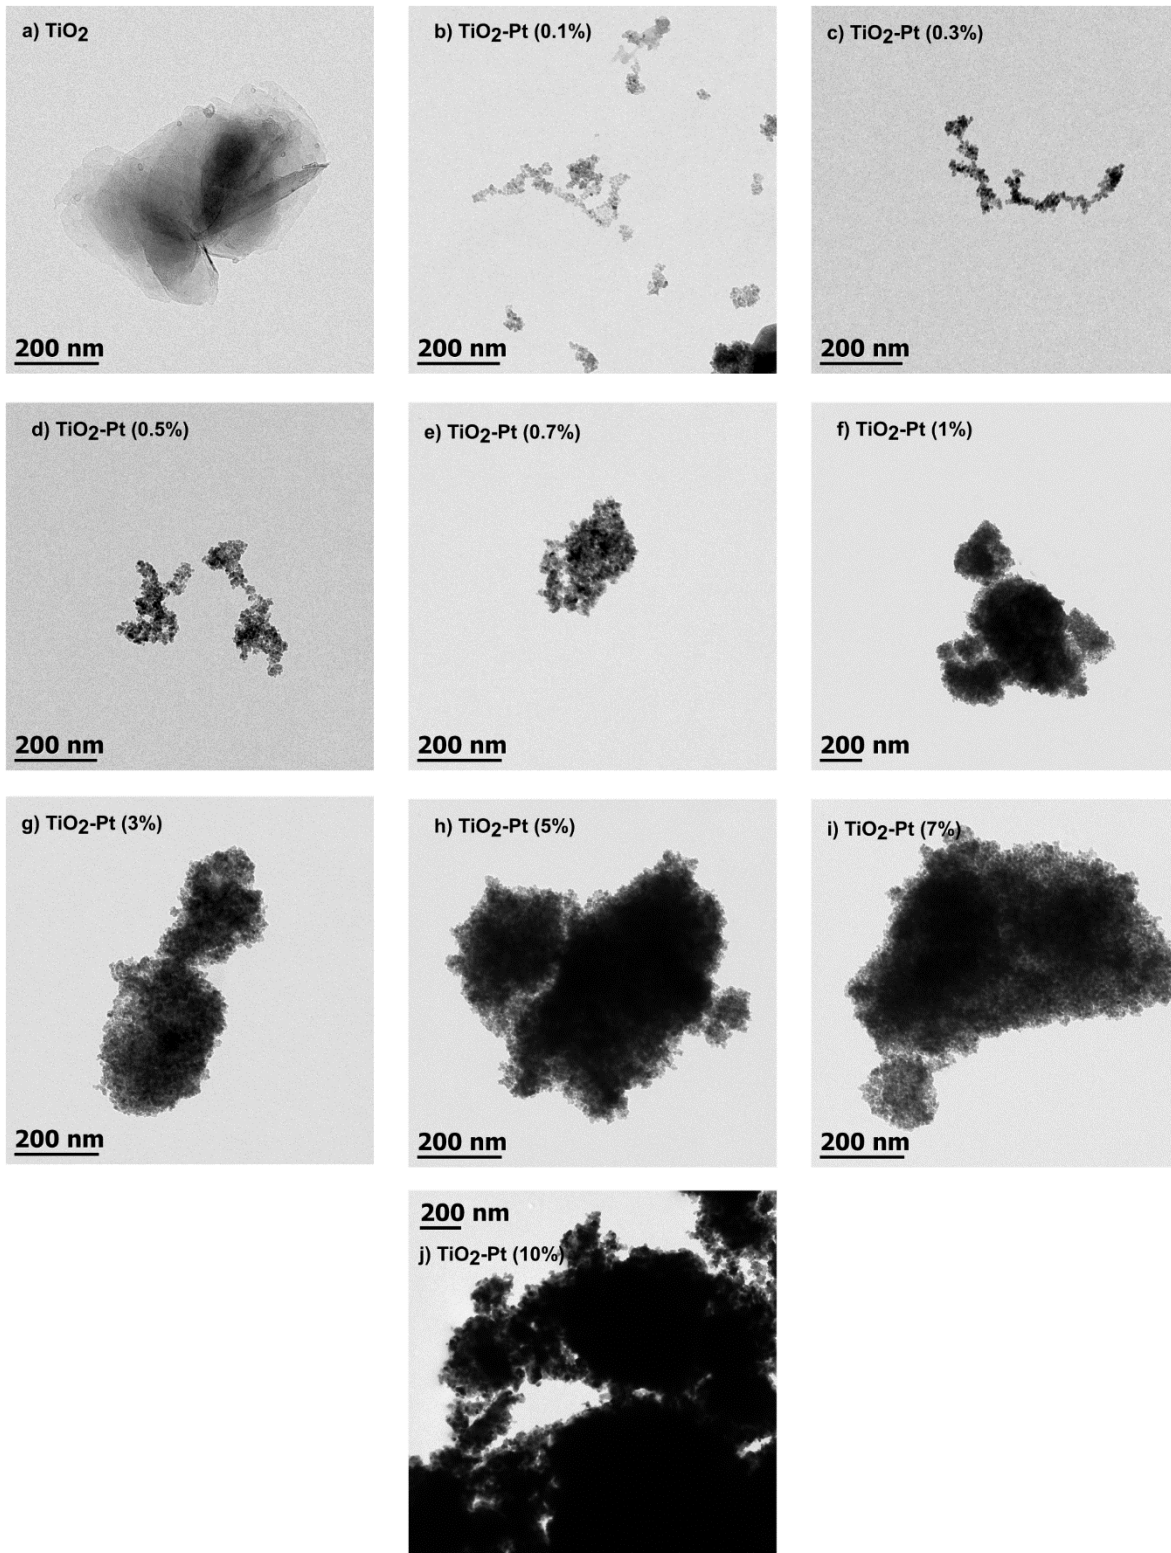 a) TiO2
200 nm
b) TiO2-Pt (0.1%)
200 nm
c) TiO2-Pt (0.3%)
200 nm
d) TiO2-Pt (0.5%)
200 nm
e) TiO2-Pt (0.7%)
200 nm
f) TiO2-Pt (1%)
200 nm
g) TiO2-Pt (3%)
200 nm
h) TiO2-Pt (5%)
200 nm
i) TiO2-Pt (7%)
200 nm
200 nm
j) TiO2-Pt (10%)